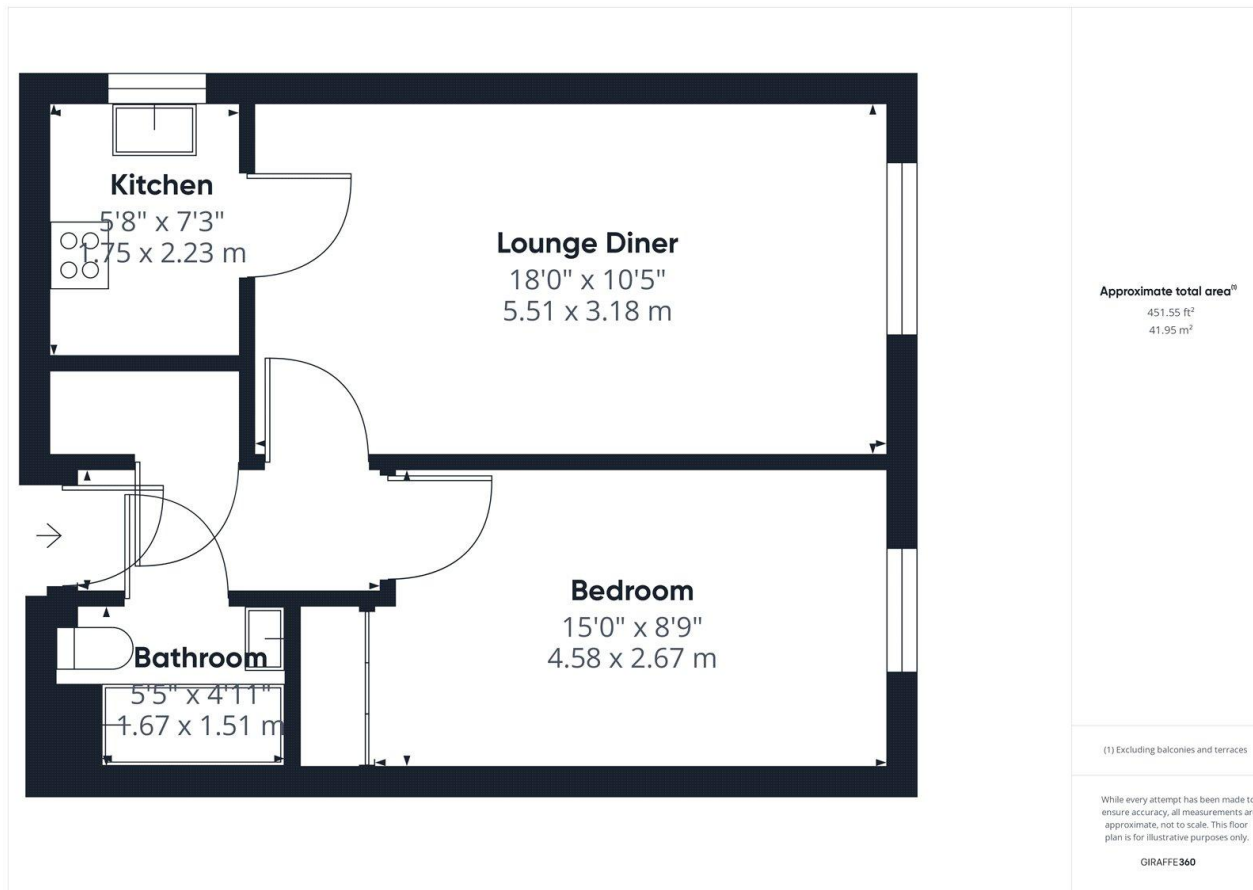 Kitchen
5'8" x 7'3"
1.75 x 2.23 m
Lounge Diner
18'0" x 10'5"
5.51 x 3.18 m
Bedroom
15'0" x 8'9"
4.58 x 2.67 m
Bathroom
5'5" x 4'11"
1.67 x 1.51 m
Approximate total area(1)
451.55 ft²
41.95 m²
(1) Excluding balconies and terraces
While every attempt has been made to
ensure accuracy, all measurements ar
approximate, not to scale. This floor
plan is for illustrative purposes only.
GIRAFFE360